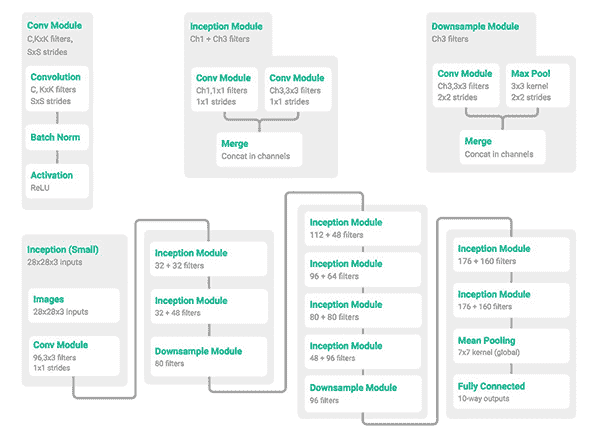 Conv Module
C,KxK filters,
SxS strides
Convolution
C, KxK filters
SxS strides
Batch Norm
Activation
ReLU
Inception Module
Ch1 + Ch3 filters
Conv Module
Ch1,1x1 filters
1x1 strides
Conv Module
Ch3,3x3 filters
1x1 strides
Merge
Concat in channels
Downsample Module
Ch3 filters
Conv Module
Ch3,3x3 filters
2x2 strides
Max Pool
3x3 kernel
2x2 strides
Merge
Concat in channels
Inception (Small)
28x28x3 inputs
Images
28x28x3 inputs
Conv Module
96,3x3 filters
1x1 strides
Inception Module
32 + 32 filters
Inception Module
32 + 48 filters
Downsample Module
80 filters
Inception Module
112 + 48 filters
Inception Module
96 + 64 filters
Inception Module
80 + 80 filters
Inception Module
48 + 96 filters
Downsample Module
96 filters
Inception Module
176 + 160 filters
Inception Module
176 + 160 filters
Mean Pooling
7x7 kernel (global)
Fully Connected
10-way outputs